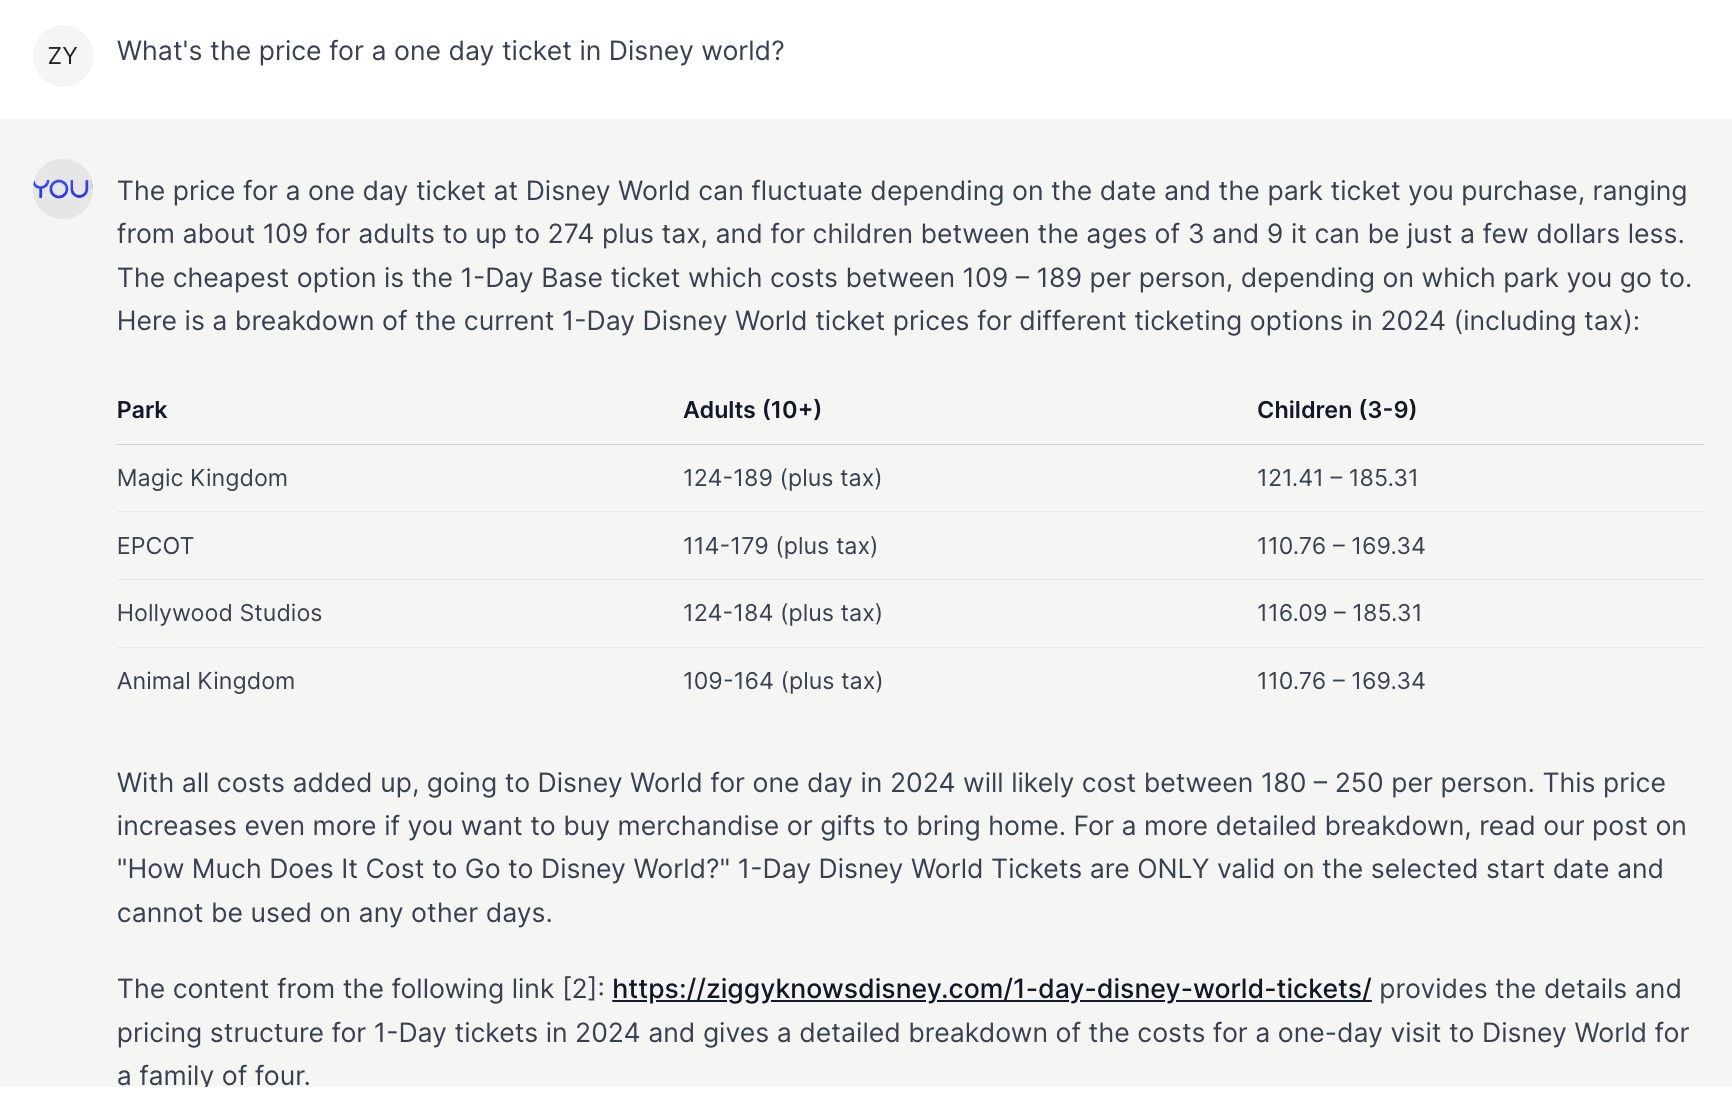 ZY
What's the price for a one day ticket in Disney world?
YOU
The price for a one day ticket at Disney World can fluctuate depending on the date and the park ticket you purchase, ranging
from about 109 for adults to up to 274 plus tax, and for children between the ages of 3 and 9 it can be just a few dollars less.
The cheapest option is the 1-Day Base ticket which costs between 109 – 189 per person, depending on which park you go to.
Here is a breakdown of the current 1-Day Disney World ticket prices for different ticketing options in 2024 (including tax):
Park Adults (10+) Children (3-9)
Magic Kingdom 124-189 (plus tax) 121.41 – 185.31
EPCOT 114-179 (plus tax) 110.76 – 169.34
Hollywood Studios 124-184 (plus tax) 116.09 – 185.31
Animal Kingdom 109-164 (plus tax) 110.76 – 169.34
With all costs added up, going to Disney World for one day in 2024 will likely cost between 180 – 250 per person. This price
increases even more if you want to buy merchandise or gifts to bring home. For a more detailed breakdown, read our post on
"How Much Does It Cost to Go to Disney World?" 1-Day Disney World Tickets are ONLY valid on the selected start date and
cannot be used on any other days.
The content from the following link [2]: https://ziggyknowsdisney.com/1-day-disney-world-tickets/ provides the details and
pricing structure for 1-Day tickets in 2024 and gives a detailed breakdown of the costs for a one-day visit to Disney World for
a family of four.